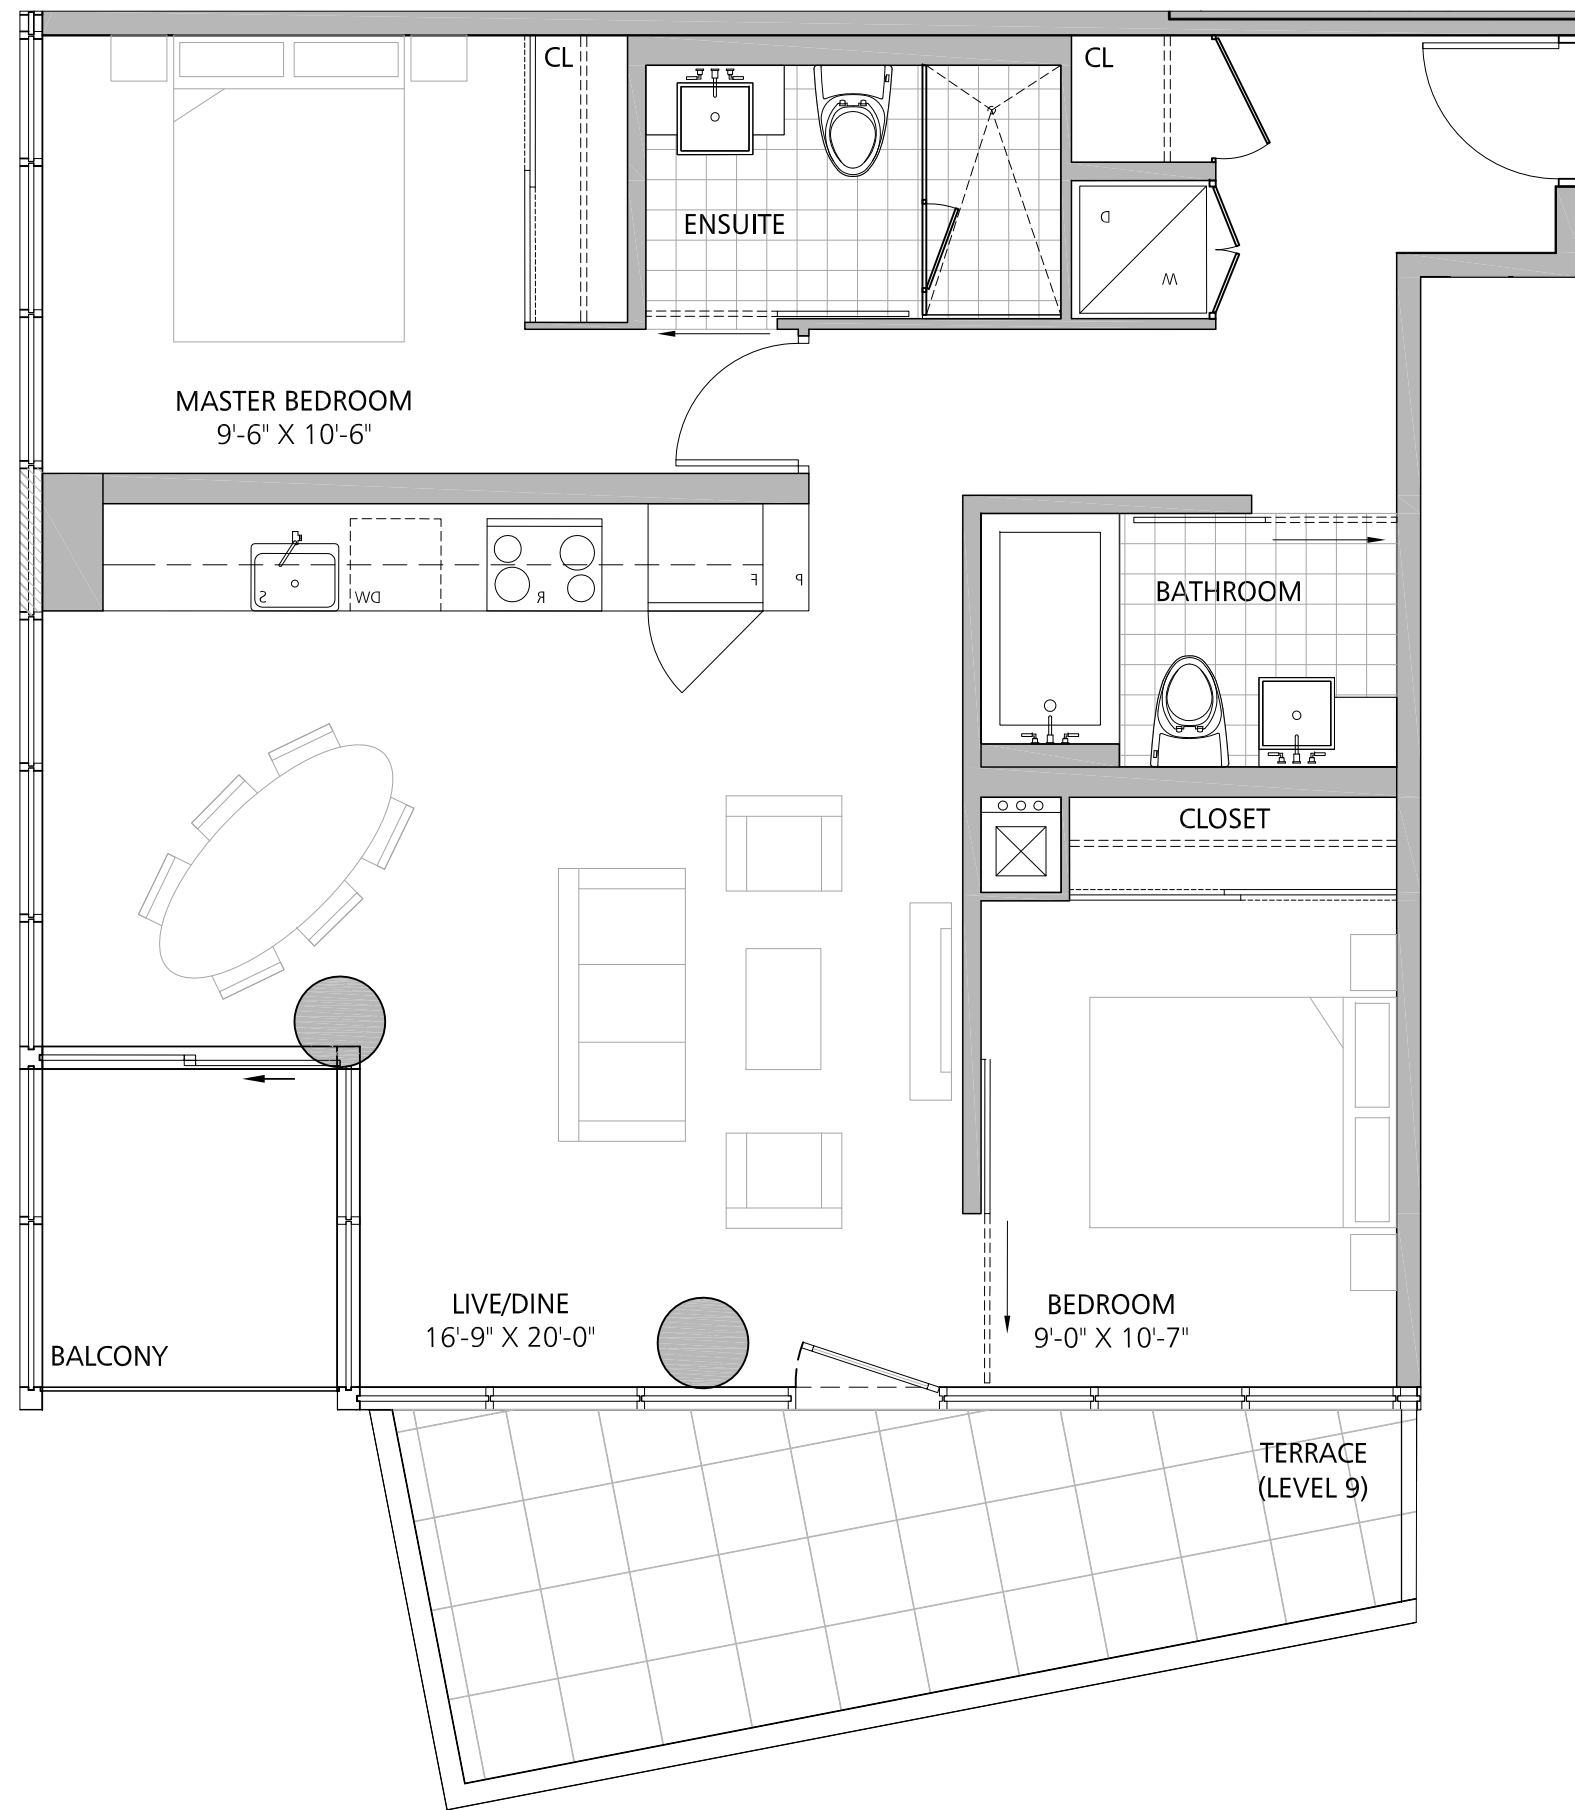 CL
CL
ENSUITE
D
W
MASTER BEDROOM
9'-6" X 10'-6"
S
DW
R
F
P
BATHROOM
CLOSET
LIVE/DINE
16'-9" X 20'-0"
BEDROOM
9'-0" X 10'-7"
BALCONY
TERRACE
(LEVEL 9)